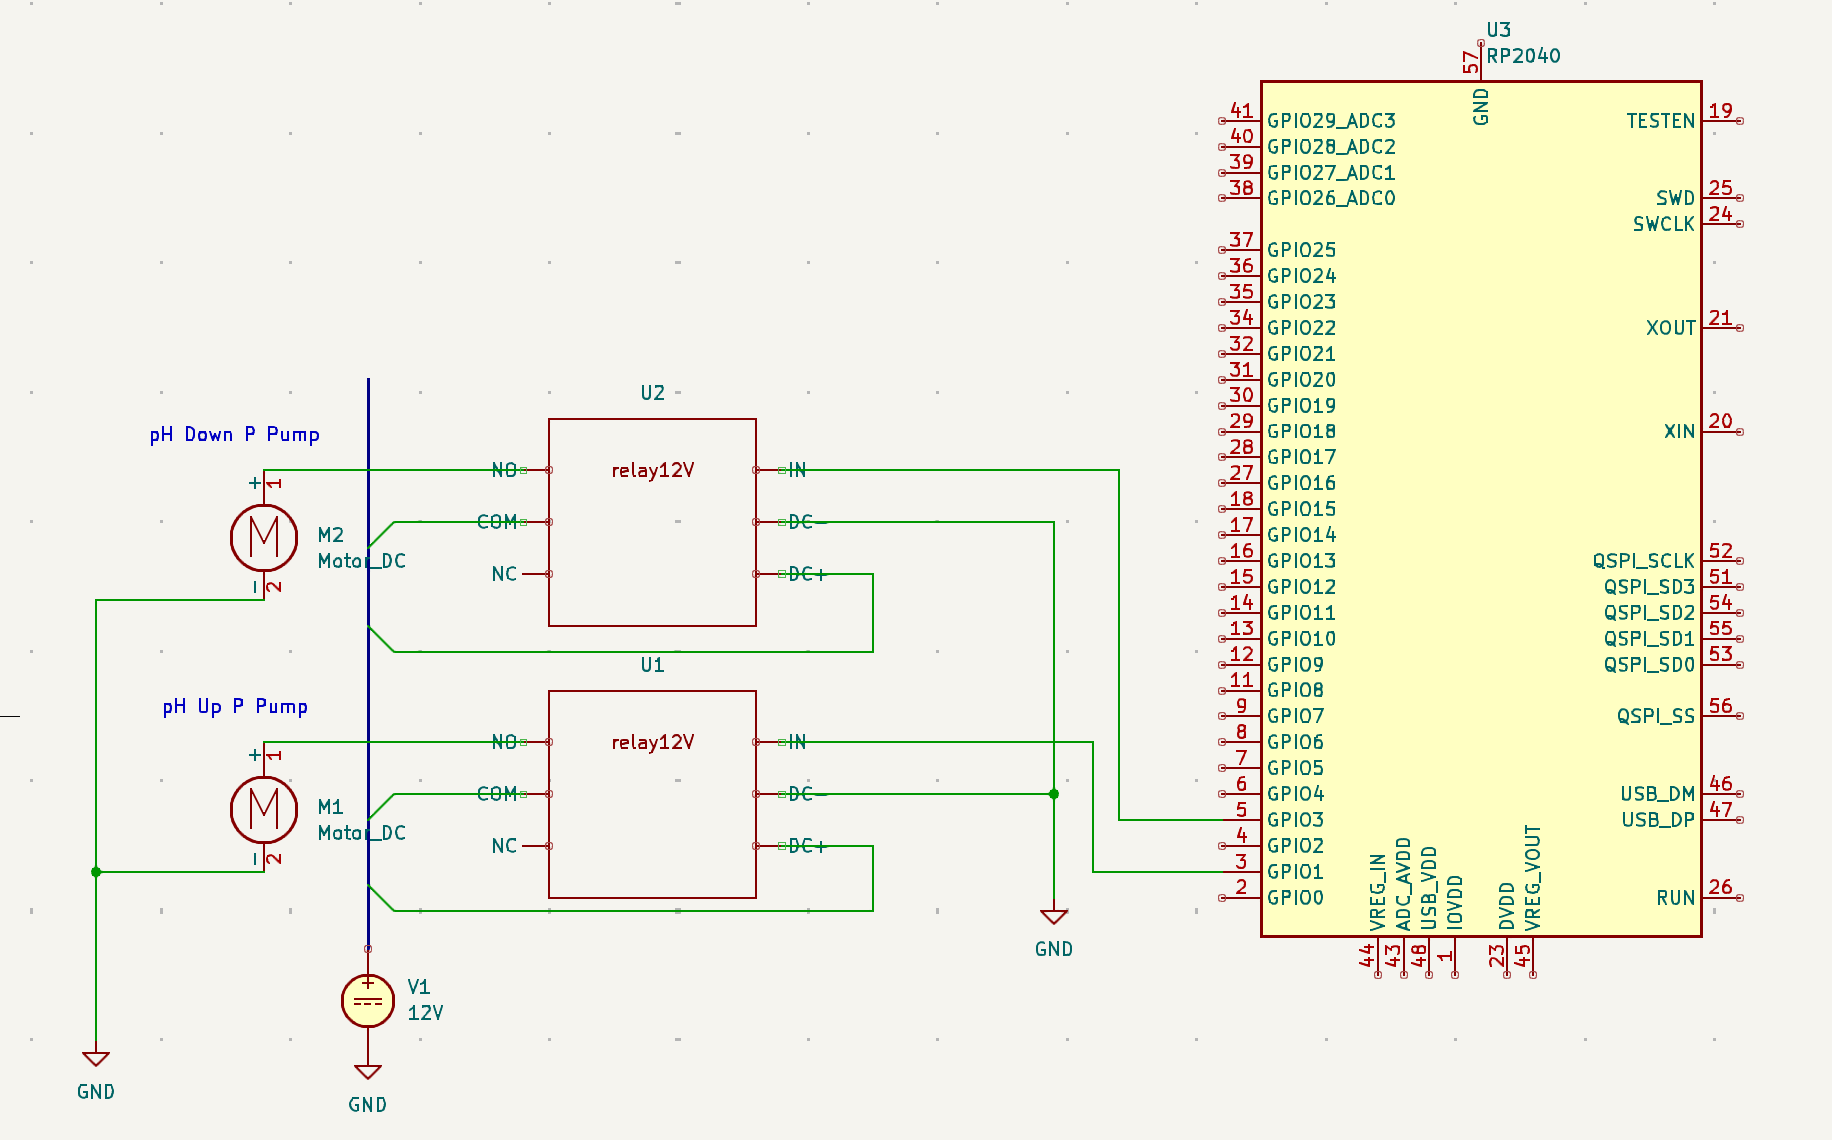 U3
RP2040
57
GND
41 GPIO29_ADC3
40 GPIO28_ADC2
39 GPIO27_ADC1
38 GPIO26_ADC0
37 GPIO25
36 GPIO24
35 GPIO23
34 GPIO22
32 GPIO21
31 GPIO20
30 GPIO19
29 GPIO18
28 GPIO17
27 GPIO16
18 GPIO15
17 GPIO14
16 GPIO13
15 GPIO12
14 GPIO11
13 GPIO10
12 GPIO9
11 GPIO8
9 GPIO7
8 GPIO6
7 GPIO5
6 GPIO4
5 GPIO3
4 GPIO2
3 GPIO1
2 GPIO0
TESTEN 19
SWD 25
SWCLK 24
XOUT 21
XIN 20
QSPI_SCLK 52
QSPI_SD3 51
QSPI_SD2 54
QSPI_SD1 55
QSPI_SD0 53
QSPI_SS 56
USB_DM 46
USB_DP 47
RUN 26
VREG_IN 44
ADC_AVDD 43
USB_VDD 48
IOVDD 1
DVDD 23
VREG_VOUT 45
U2
relay12V
NO
COM
NC
IN
DC-
DC+
pH Down P Pump
+ 1
M
- 2
M2
Motor_DC
U1
relay12V
NO
COM
NC
IN
DC-
DC+
pH Up P Pump
+ 1
M
- 2
M1
Motor_DC
GND
V1
12V
GND
GND